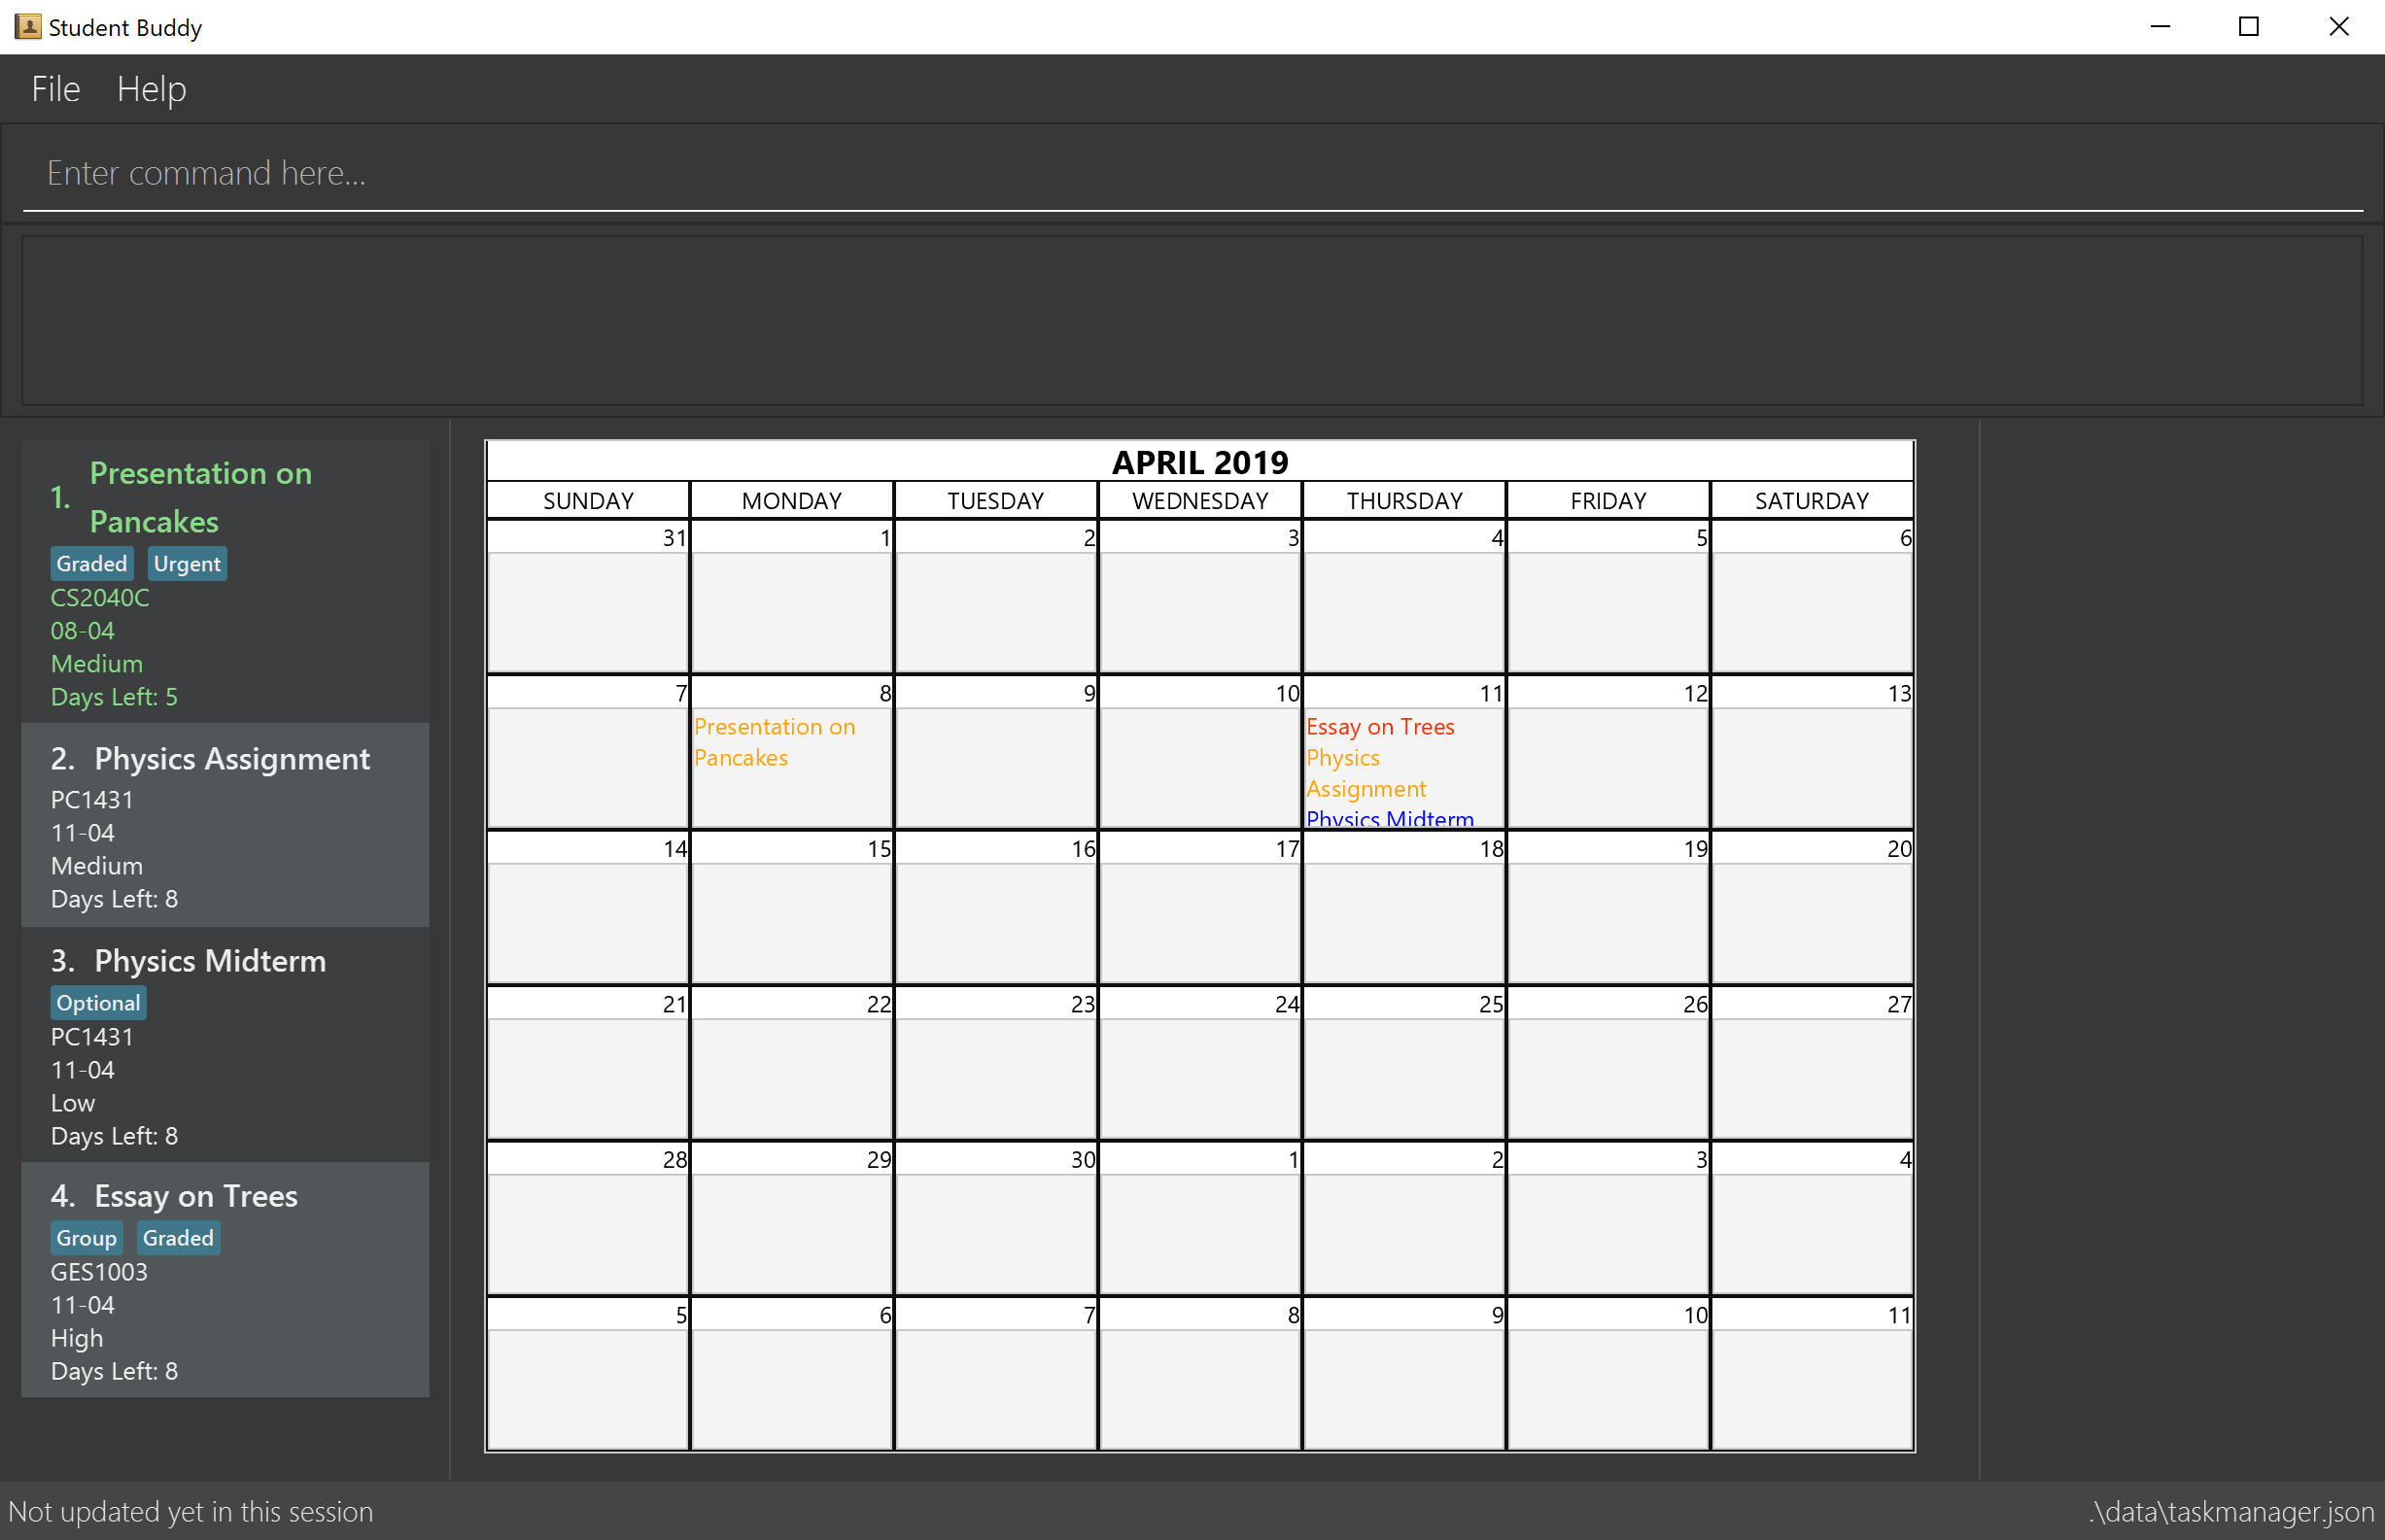 Student Buddy
File Help
Enter command here...
1. Presentation on
Pancakes
Graded Urgent
CS2040C
08-04
Medium
Days Left: 5
2. Physics Assignment
PC1431
11-04
Medium
Days Left: 8
3. Physics Midterm
Optional
PC1431
11-04
Low
Days Left: 8
4. Essay on Trees
Group Graded
GES1003
11-04
High
Days Left: 8
APRIL 2019
SUNDAY MONDAY TUESDAY WEDNESDAY THURSDAY FRIDAY SATURDAY
31 1 2 3 4 5 6
7 8 9 10 11 12 13
Presentation on
Pancakes
Essay on Trees
Physics
Assignment
Physics Midterm
14 15 16 17 18 19 20
21 22 23 24 25 26 27
28 29 30 1 2 3 4
5 6 7 8 9 10 11
Not updated yet in this session
.\data\taskmanager.json